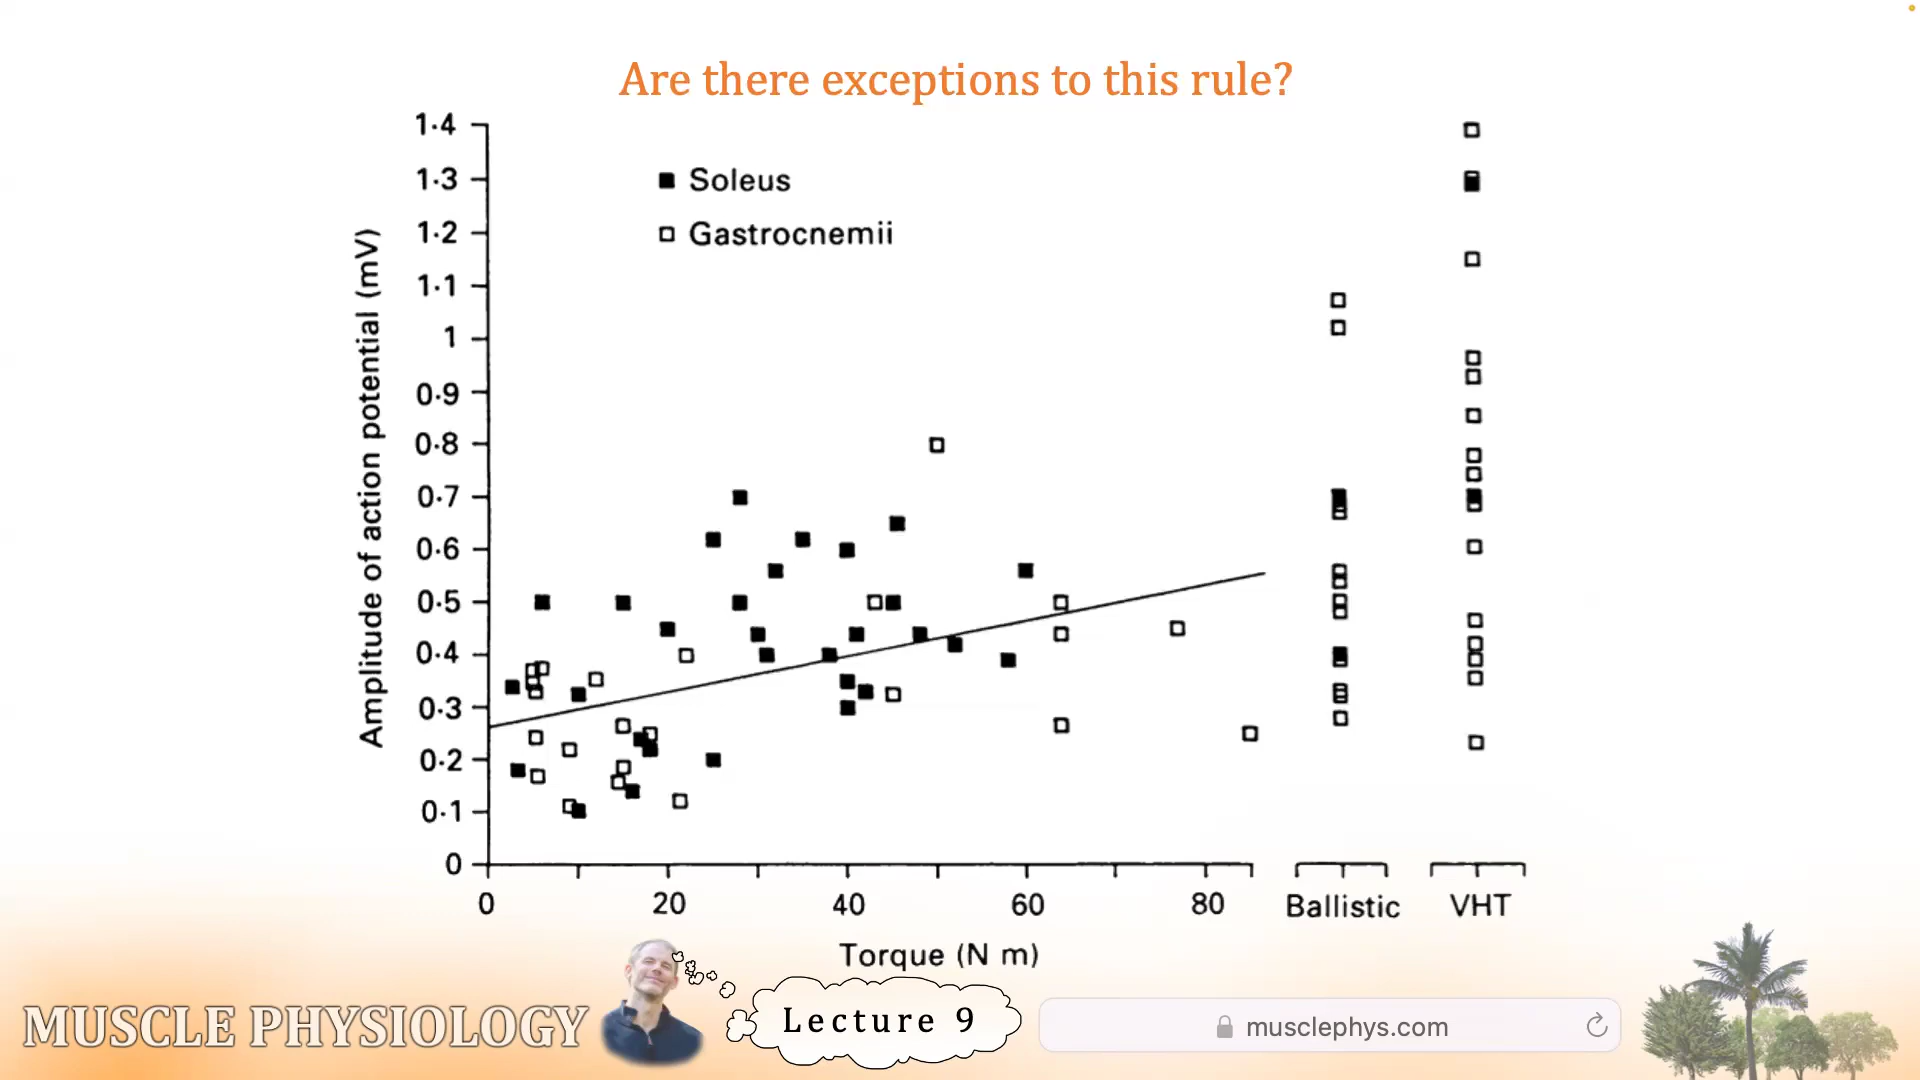 Are there exceptions to this rule?
1·4
1·3
1·2
1·1
1
0·9
0·8
0·7
0·6
0·5
0·4
0·3
0·2
0·1
0
Amplitude of action potential (mV)
Soleus
Gastrocnemii
0 20 40 60 80 Ballistic VHT
Torque (N m)
MUSCLE PHYSIOLOGY
Lecture 9
musclephys.com